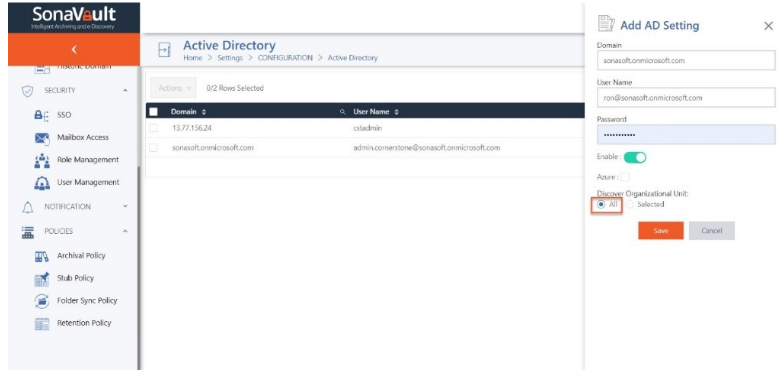 SonaVault
Intelligent Archiving and e-Discovery
Historic Domain
SECURITY
SSO
Mailbox Access
Role Management
User Management
NOTIFICATION
POLICIES
Archival Policy
Stub Policy
Folder Sync Policy
Retention Policy
Active Directory
Home > Settings > CONFIGURATION > Active Directory
Actions 0/2 Rows Selected
Domain User Name
13.77.156.24 cstadmin
sonasoft.onmicrosoft.com admin.cornerstone@sonasoft.onmicrosoft.com
Add AD Setting
Domain
sonasoft.onmicrosoft.com
User Name
ron@sonasoft.onmicrosoft.com
Password
•••••••••••
Enable :
Azure :
Discover Organizational Unit:
All Selected
Save Cancel